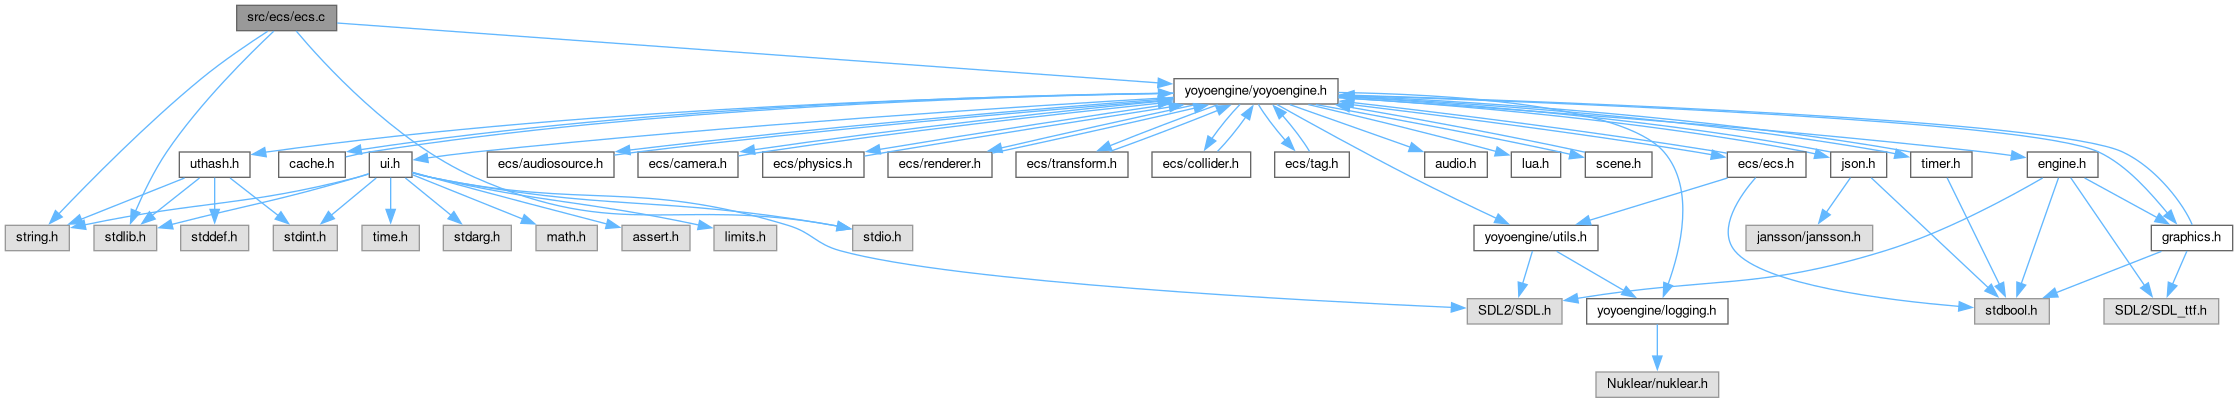 src/ecs/ecs.c
yoyoengine/yoyoengine.h
uthash.h
cache.h
ui.h
ecs/audiosource.h
ecs/camera.h
ecs/physics.h
ecs/renderer.h
ecs/transform.h
ecs/collider.h
ecs/tag.h
audio.h
lua.h
scene.h
ecs/ecs.h
json.h
timer.h
engine.h
string.h
stdlib.h
stddef.h
stdint.h
time.h
stdarg.h
math.h
assert.h
limits.h
stdio.h
yoyoengine/utils.h
jansson/jansson.h
graphics.h
SDL2/SDL.h
yoyoengine/logging.h
stdbool.h
SDL2/SDL_ttf.h
Nuklear/nuklear.h